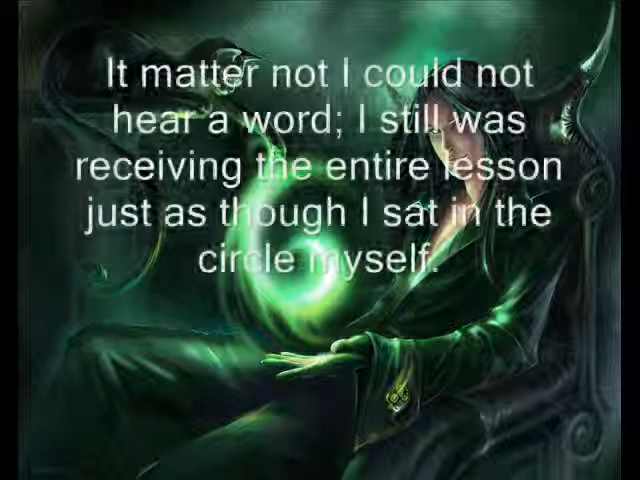 It matter not I could not
hear a word; I still was
receiving the entire lesson
just as though I sat in the
circle myself.